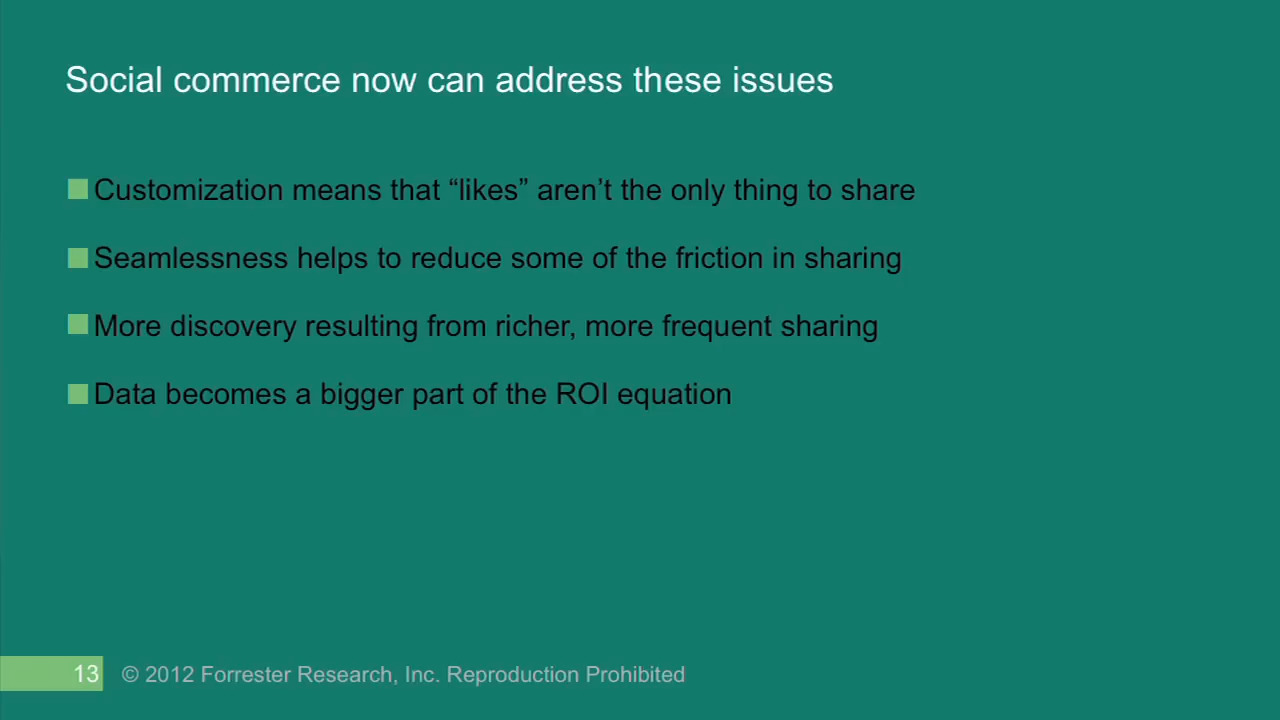 Social commerce now can address these issues
Customization means that “likes” aren’t the only thing to share
Seamlessness helps to reduce some of the friction in sharing
More discovery resulting from richer, more frequent sharing
Data becomes a bigger part of the ROI equation
13 © 2012 Forrester Research, Inc. Reproduction Prohibited